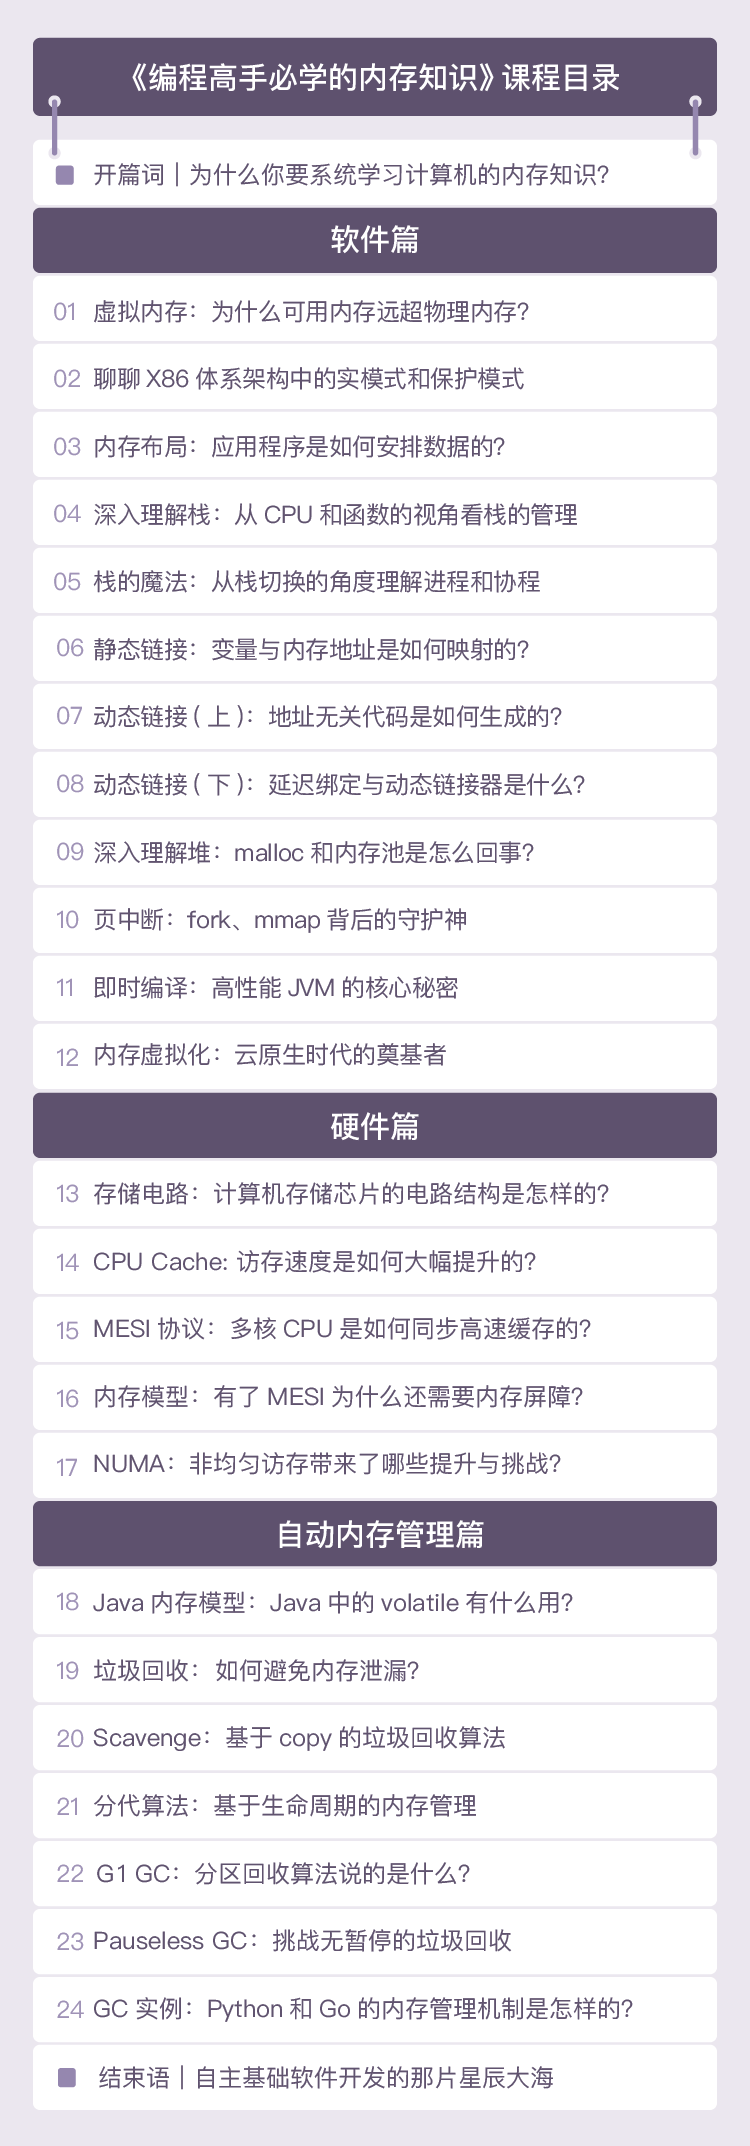 《编程高手必学的内存知识》课程目录
开篇词｜为什么你要系统学习计算机的内存知识?
软件篇
01 虚拟内存：为什么可用内存远超物理内存?
02 聊聊 X86 体系架构中的实模式和保护模式
03 内存布局：应用程序是如何安排数据的?
04 深入理解栈：从 CPU 和函数的视角看栈的管理
05 栈的魔法：从栈切换的角度理解进程和协程
06 静态链接：变量与内存地址是如何映射的?
07 动态链接(上)：地址无关代码是如何生成的?
08 动态链接(下)：延迟绑定与动态链接器是什么?
09 深入理解堆：malloc 和内存池是怎么回事?
10 页中断：fork、mmap 背后的守护神
11 即时编译：高性能 JVM 的核心秘密
12 内存虚拟化：云原生时代的奠基者
硬件篇
13 存储电路：计算机存储芯片的电路结构是怎样的?
14 CPU Cache: 访存速度是如何大幅提升的?
15 MESI 协议：多核 CPU 是如何同步高速缓存的?
16 内存模型：有了 MESI 为什么还需要内存屏障?
17 NUMA：非均匀访存带来了哪些提升与挑战?
自动内存管理篇
18 Java 内存模型：Java 中的 volatile 有什么用?
19 垃圾回收：如何避免内存泄漏?
20 Scavenge：基于 copy 的垃圾回收算法
21 分代算法：基于生命周期的内存管理
22 G1 GC：分区回收算法说的是什么?
23 Pauseless GC：挑战无暂停的垃圾回收
24 GC 实例：Python 和 Go 的内存管理机制是怎样的?
结束语｜自主基础软件开发的那片星辰大海